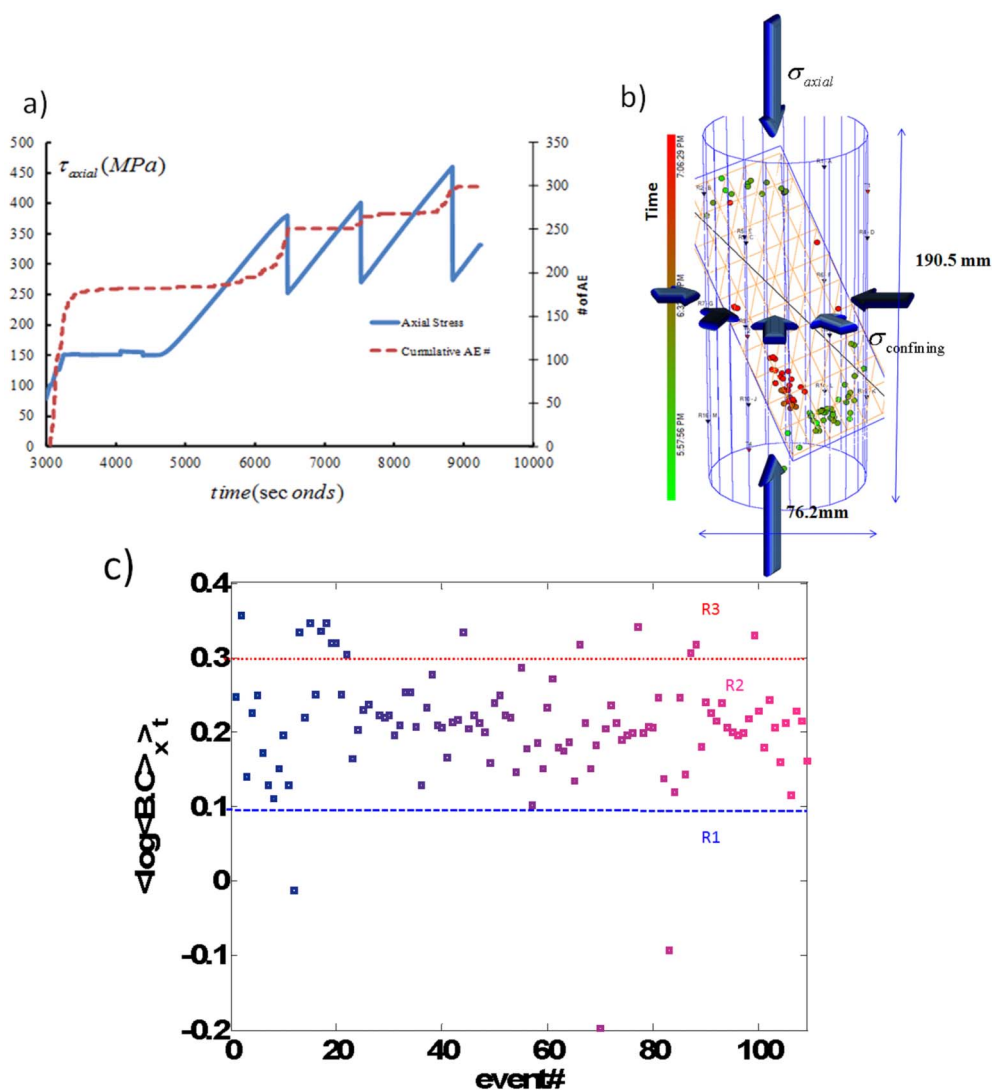 a)
τaxial(MPa)
500
450
400
350
300
250
200
150
100
50
0
350
300
250
200
150
100
50
0
# of AE
Axial Stress
Cumulative AE #
3000 4000 5000 6000 7000 8000 9000 10000
time(sec onds)
b)
σaxial
Time
7:06:29 PM
5:57:56 PM
190.5 mm
σconfining
76.2mm
c)
0.4
0.3
0.2
0.1
0
-0.1
-0.2
<log<B.C>x>t
R3
R2
R1
0 20 40 60 80 100
event#